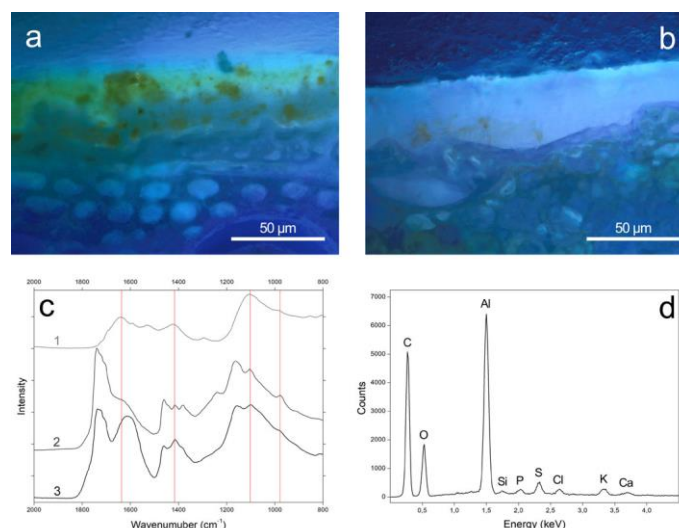 a
50 µm
b
50 µm
2000 1800 1600 1400 1200 1000 800
c
1
2
3
Intensity
2000 1800 1600 1400 1200 1000 800
Wavenumuber (cm-1)
d
7000
6000
5000
4000
3000
2000
1000
0
Counts
C
O
Al
Si
P
S
Cl
K
Ca
0,5 1,0 1,5 2,0 2,5 3,0 3,5 4,0
Energy (/keV)